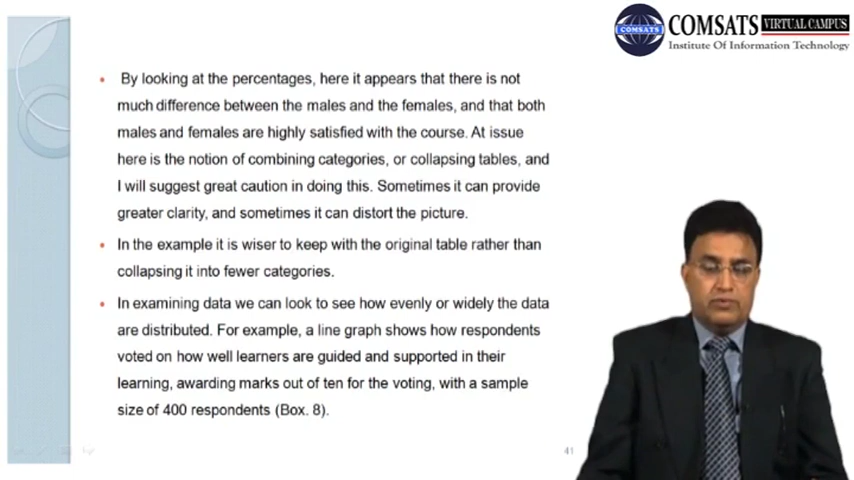 COMSATS
COMSATS VIRTUAL CAMPUS
Institute Of Information Technology
• By looking at the percentages, here it appears that there is not
much difference between the males and the females, and that both
males and females are highly satisfied with the course. At issue
here is the notion of combining categories, or collapsing tables, and
I will suggest great caution in doing this. Sometimes it can provide
greater clarity, and sometimes it can distort the picture.
• In the example it is wiser to keep with the original table rather than
collapsing it into fewer categories.
• In examining data we can look to see how evenly or widely the data
are distributed. For example, a line graph shows how respondents
voted on how well learners are guided and supported in their
learning, awarding marks out of ten for the voting, with a sample
size of 400 respondents (Box. 8).
41